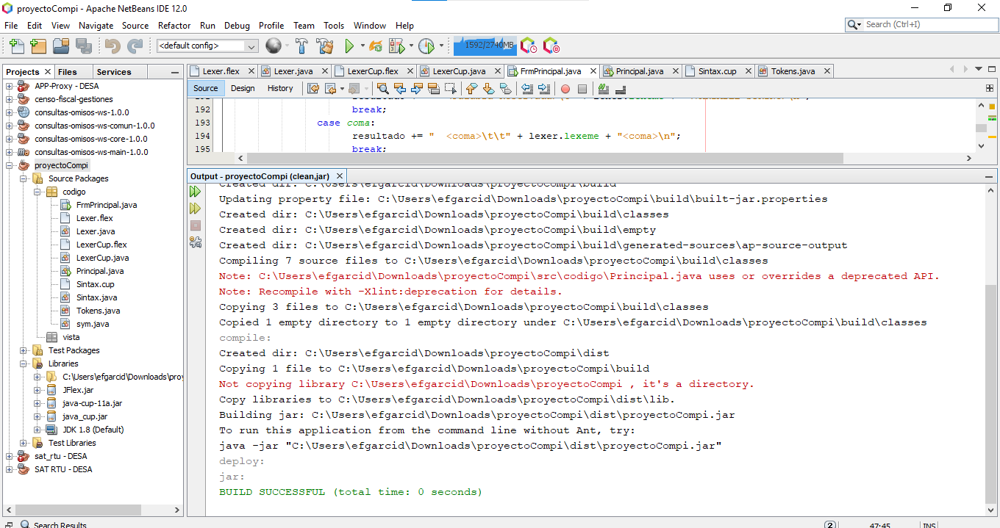 proyectoCompi - Apache NetBeans IDE 12.0
File Edit View Navigate Source Refactor Run Debug Profile Team Tools Window Help
Search (Ctrl+I)
<default config>
1592/2740MB
Projects Files Services
Lexer.flex Lexer.java LexerCup.flex LexerCup.java FrmPrincipal.java Principal.java Sintax.cup Tokens.java
Source Design History
APP-Proxy - DESA
censo-fiscal-gestiones
consultas-omisos-ws-1.0.0
consultas-omisos-ws-comun-1.0.0
consultas-omisos-ws-core-1.0.0
consultas-omisos-ws-main-1.0.0
proyectoCompi
Source Packages
codigo
FrmPrincipal.java
Lexer.flex
Lexer.java
LexerCup.flex
LexerCup.java
Principal.java
Sintax.cup
Sintax.java
Tokens.java
sym.java
vista
Test Packages
Libraries
C:\Users\efgarcid\Downloads\proy
JFlex.jar
java-cup-11a.jar
java_cup.jar
JDK 1.8 (Default)
Test Libraries
sat_rtu - DESA
SAT RTU - DESA
192 break;
193 case coma:
194 resultado += "  <coma>\t\t" + lexer.lexeme + "<coma>\n";
195 break;
Output - proyectoCompi (clean,jar)
Created dir: C:\Users\efgarcid\Downloads\proyectoCompi\build
Updating property file: C:\Users\efgarcid\Downloads\proyectoCompi\build\built-jar.properties
Created dir: C:\Users\efgarcid\Downloads\proyectoCompi\build\classes
Created dir: C:\Users\efgarcid\Downloads\proyectoCompi\build\empty
Created dir: C:\Users\efgarcid\Downloads\proyectoCompi\build\generated-sources\ap-source-output
Compiling 7 source files to C:\Users\efgarcid\Downloads\proyectoCompi\build\classes
Note: C:\Users\efgarcid\Downloads\proyectoCompi\src\codigo\Principal.java uses or overrides a deprecated API.
Note: Recompile with -Xlint:deprecation for details.
Copying 3 files to C:\Users\efgarcid\Downloads\proyectoCompi\build\classes
Copied 1 empty directory to 1 empty directory under C:\Users\efgarcid\Downloads\proyectoCompi\build\classes
compile:
Created dir: C:\Users\efgarcid\Downloads\proyectoCompi\dist
Copying 1 file to C:\Users\efgarcid\Downloads\proyectoCompi\build
Not copying library C:\Users\efgarcid\Downloads\proyectoCompi , it's a directory.
Copy libraries to C:\Users\efgarcid\Downloads\proyectoCompi\dist\lib.
Building jar: C:\Users\efgarcid\Downloads\proyectoCompi\dist\proyectoCompi.jar
To run this application from the command line without Ant, try:
java -jar "C:\Users\efgarcid\Downloads\proyectoCompi\dist\proyectoCompi.jar"
deploy:
jar:
BUILD SUCCESSFUL (total time: 0 seconds)
Search Results
2
47:45
INS